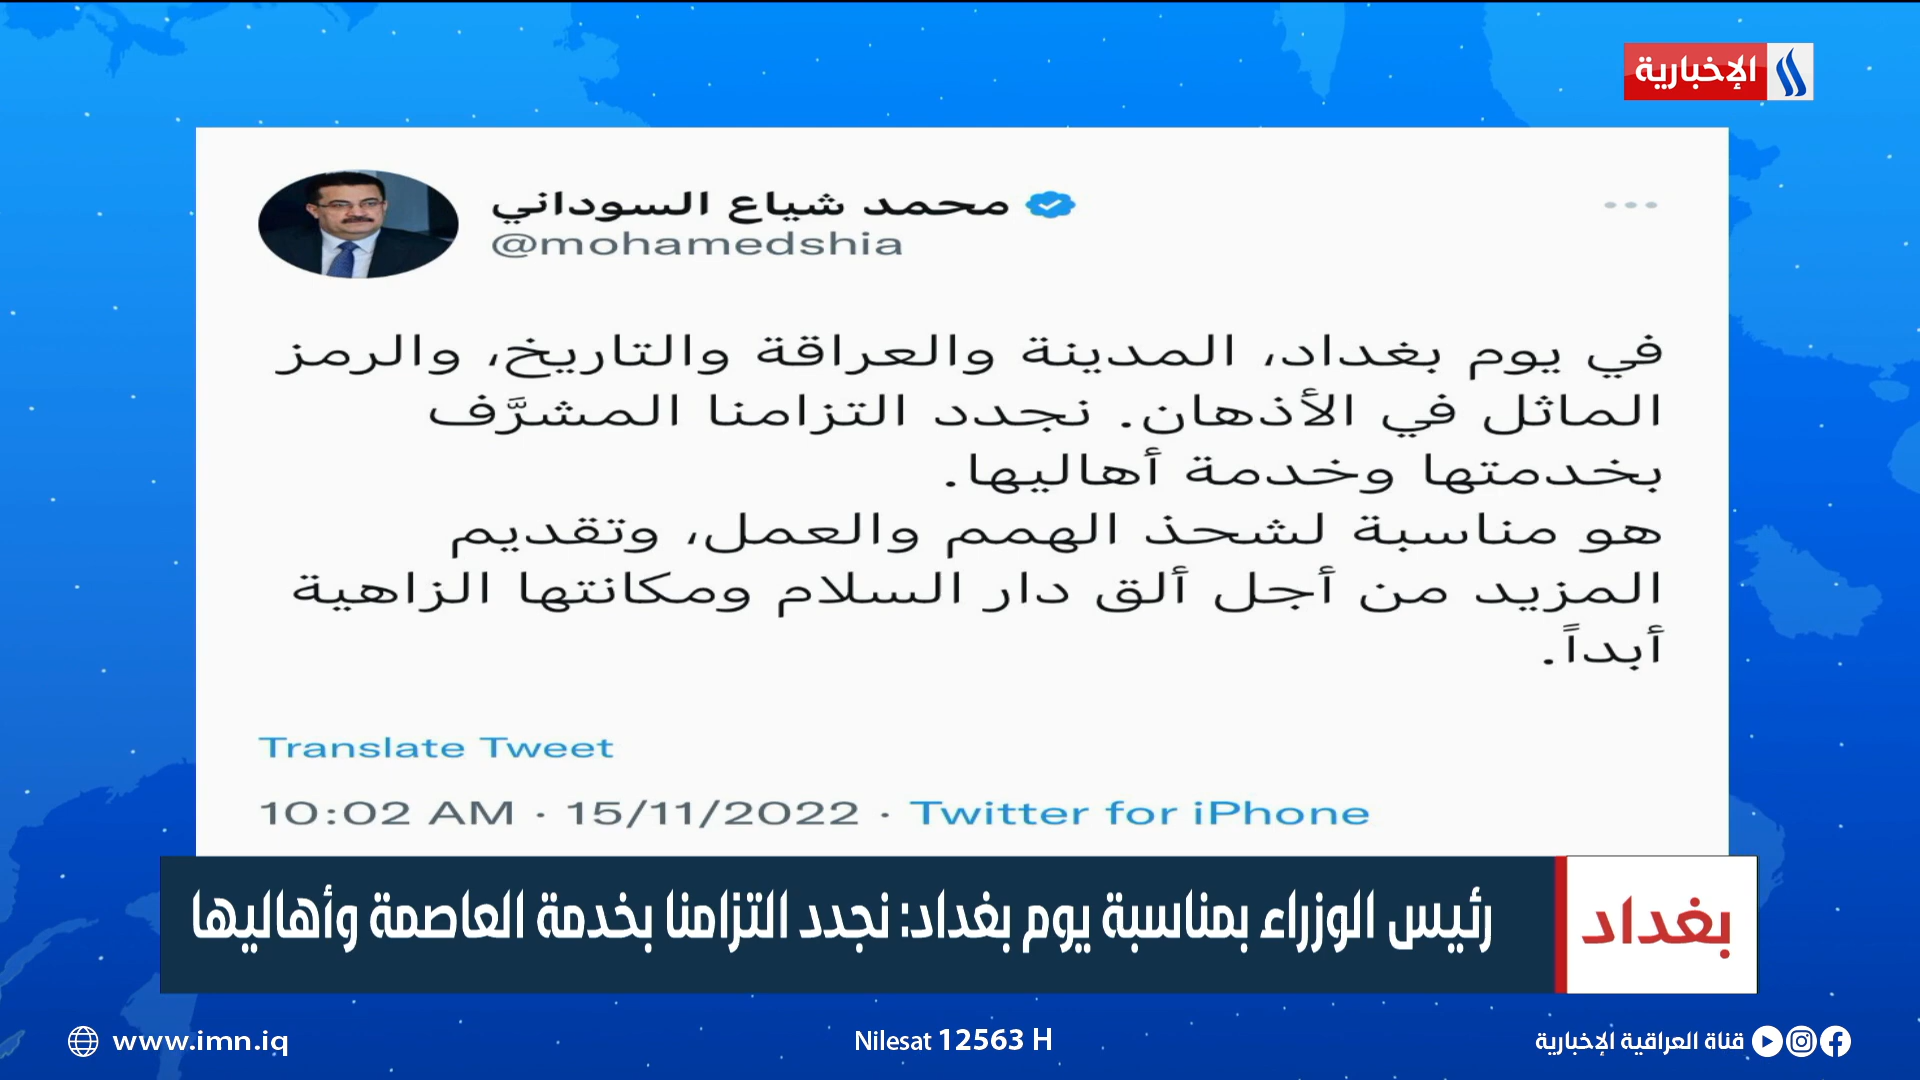 الإخبارية
محمد شياع السوداني
@mohamedshia
في يوم بغداد، المدينة والعراقة والتاريخ، والرمز
الماثل في الأذهان. نجدد التزامنا المشرَّف
بخدمتها وخدمة أهاليها.
هو مناسبة لشحذ الهمم والعمل، وتقديم
المزيد من أجل ألق دار السلام ومكانتها الزاهية
أبداً.
Translate Tweet
10:02 AM · 15/11/2022 · Twitter for iPhone
بغداد
رئيس الوزراء بمناسبة يوم بغداد: نجدد التزامنا بخدمة العاصمة وأهاليها
www.imn.iq
Nilesat 12563 H
قناة العراقية الإخبارية